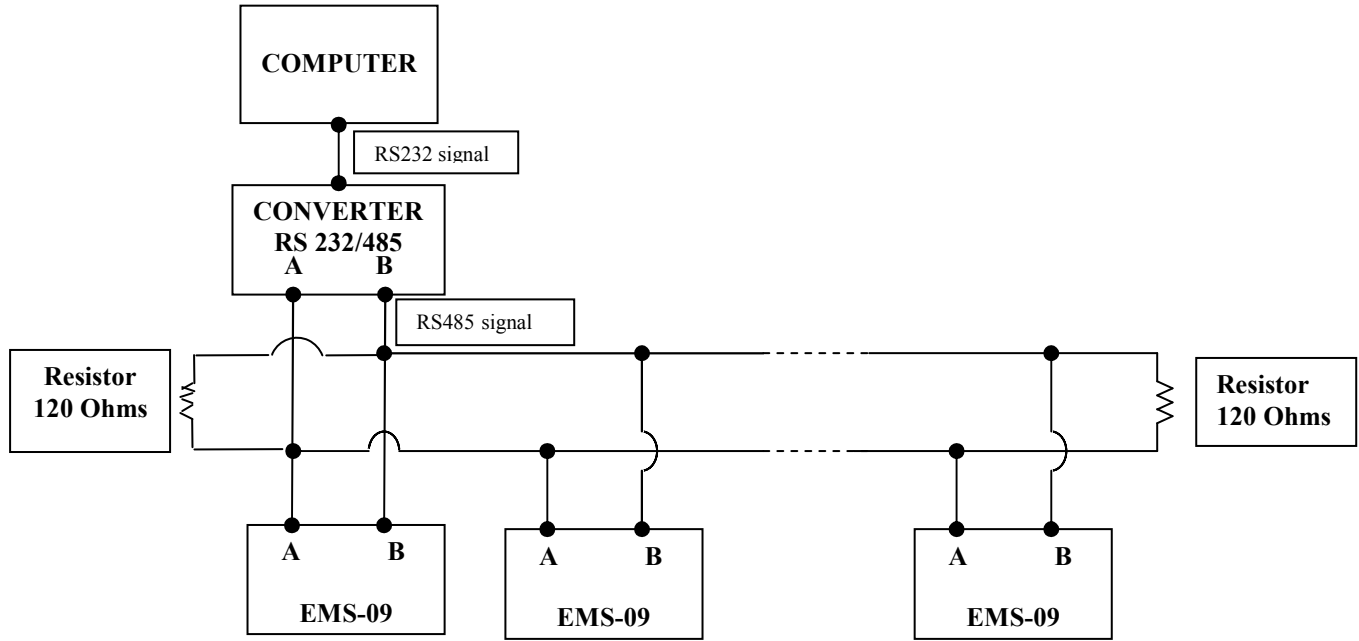 COMPUTER
RS232 signal
CONVERTER
RS 232/485
A B
RS485 signal
Resistor
120 Ohms
Resistor
120 Ohms
A B
EMS-09
A B
EMS-09
A B
EMS-09